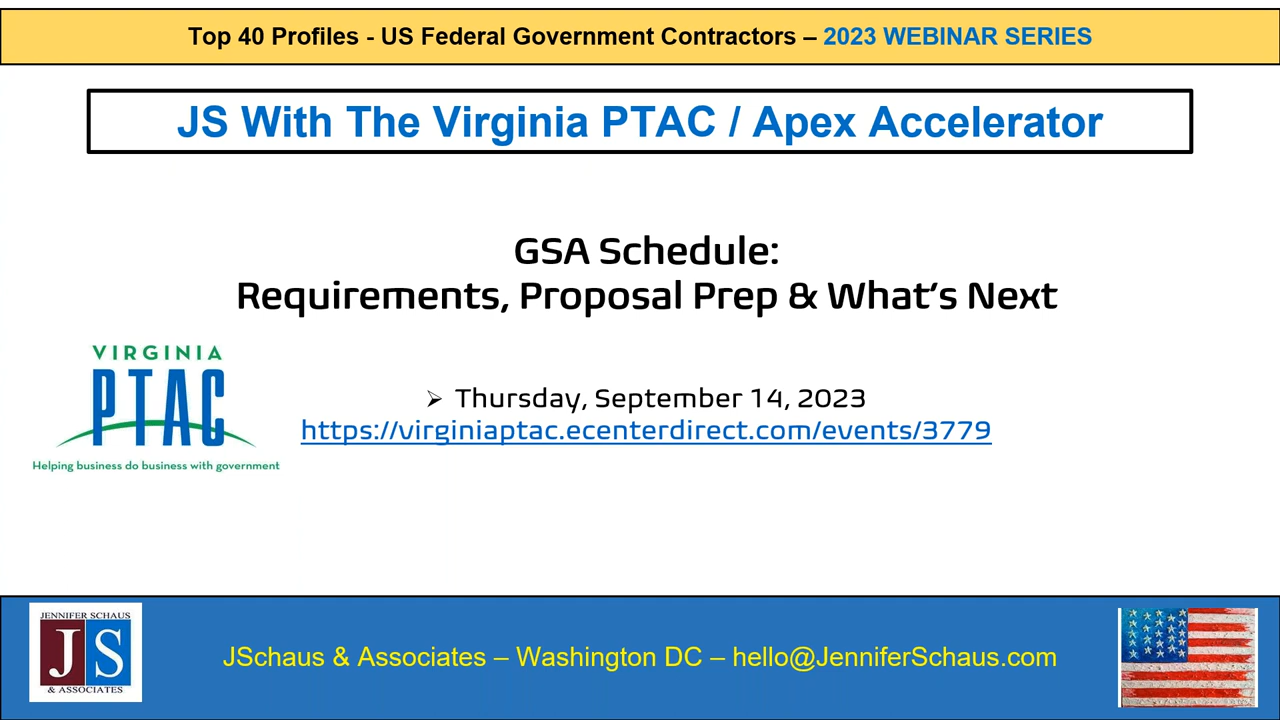 Top 40 Profiles - US Federal Government Contractors – 2023 WEBINAR SERIES
JS With The Virginia PTAC / Apex Accelerator
GSA Schedule:
Requirements, Proposal Prep & What's Next
VIRGINIA
PTAC
Helping business do business with government
➢ Thursday, September 14, 2023
https://virginiaptac.ecenterdirect.com/events/3779
JENNIFER SCHAUS
JS
& ASSOCIATES
JSchaus & Associates – Washington DC – hello@JenniferSchaus.com